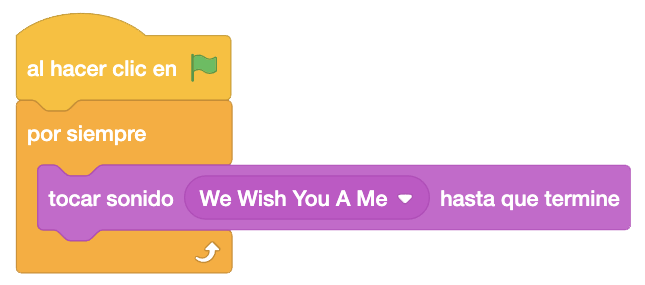 al hacer clic en
por siempre
tocar sonido We Wish You A Me hasta que termine